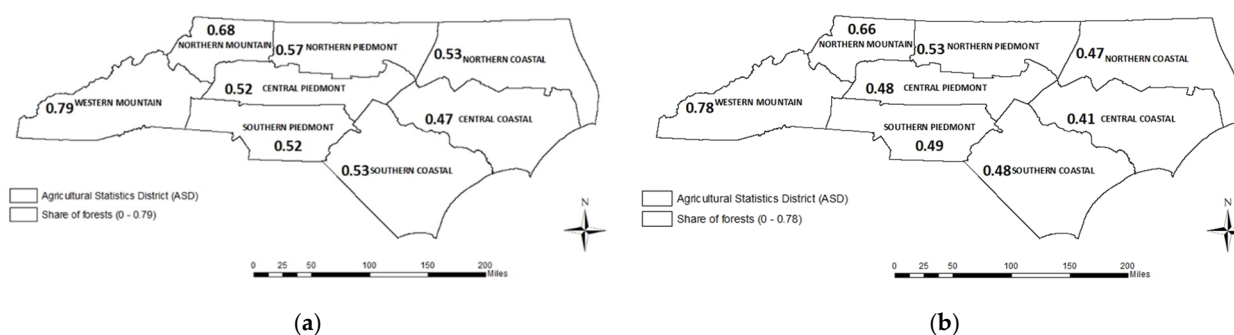 0.68
NORTHERN MOUNTAIN
0.57 NORTHERN PIEDMONT
0.53 NORTHERN COASTAL
0.52 CENTRAL PIEDMONT
0.79 WESTERN MOUNTAIN
0.47 CENTRAL COASTAL
SOUTHERN PIEDMONT
0.52
0.53 SOUTHERN COASTAL
Agricultural Statistics District (ASD)
Share of forests (0 - 0.79)
N
0 25 50 100 150 200
Miles
(a)
0.66
NORTHERN MOUNTAIN
0.53 NORTHERN PIEDMONT
0.47 NORTHERN COASTAL
0.48 CENTRAL PIEDMONT
0.78 WESTERN MOUNTAIN
0.41 CENTRAL COASTAL
SOUTHERN PIEDMONT
0.49
0.48 SOUTHERN COASTAL
Agricultural Statistics District (ASD)
Share of forests (0 - 0.78)
N
0 25 50 100 150 200
Miles
(b)